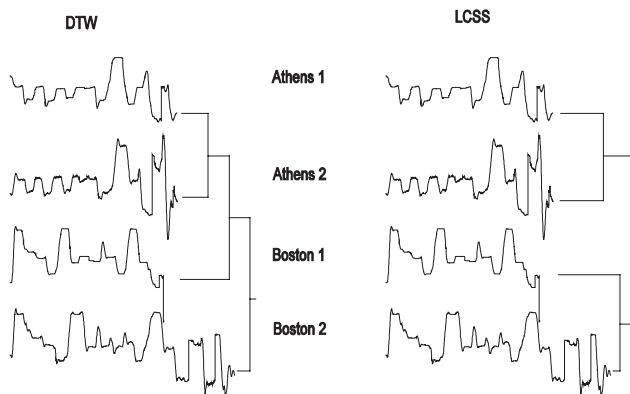 DTW
LCSS
Athens 1
Athens 2
Boston 1
Boston 2